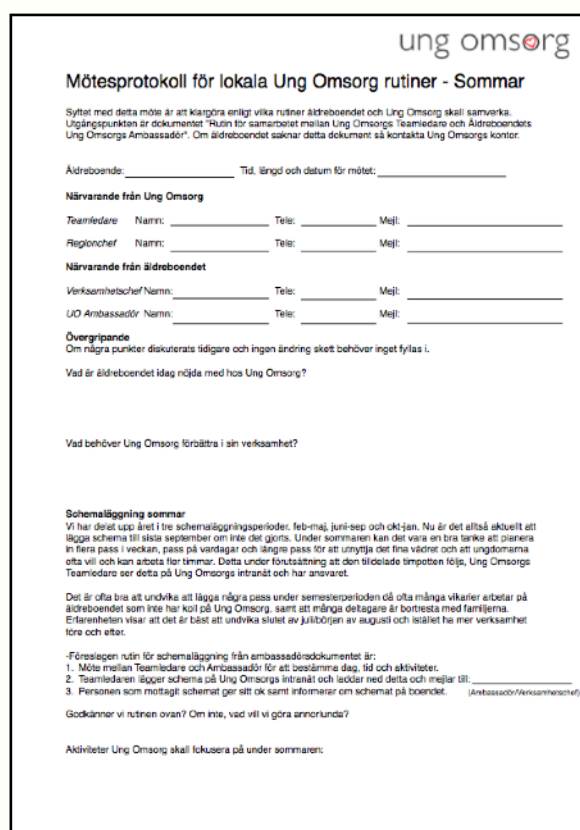 ung omsorg
Mötesprotokoll för lokala Ung Omsorg rutiner - Sommar
Syftet med detta möte är att klargöra enligt vilka rutiner äldreboendet och Ung Omsorg skall samverka.
Utgångspunkten är dokumentet "Rutin för samarbetet mellan Ung Omsorgs Teamledare och Äldreboendets
Ung Omsorgs Ambassadör". Om äldreboendet saknar detta dokument så kontakta Ung Omsorgs kontor.
Äldreboende: Tid, längd och datum för mötet:
Närvarande från Ung Omsorg
Teamledare Namn: Tele: Mejl:
Regionchef Namn: Tele: Mejl:
Närvarande från äldreboendet
Verksamhetschef Namn: Tele: Mejl:
UO Ambassadör Namn: Tele: Mejl:
Övergripande
Om några punkter diskuterats tidigare och ingen ändring skett behöver inget fyllas i.
Vad är äldreboendet idag nöjda med hos Ung Omsorg?
Vad behöver Ung Omsorg förbättra i sin verksamhet?
Schemaläggning sommar
Vi har delat upp året i tre schemaläggningsperioder, feb-maj, juni-sep och okt-jan. Nu är det alltså aktuellt att
lägga schema till sista september om inte det gjorts. Under sommaren kan det vara en bra tanke att planera
in flera pass i veckan, pass på vardagar och längre pass för att utnyttja det fina vädret och att ungdomarna
ofta vill och kan arbeta fler timmar. Detta under förutsättning att den tilldelade timpotten följs, Ung Omsorgs
Teamledare ser detta på Ung Omsorgs intranät och har ansvaret.
Det är ofta bra att undvika att lägga några pass under semesterperioden då ofta många vikarier arbetar på
äldreboendet som inte har koll på Ung Omsorg, samt att många deltagare är bortresta med familjerna.
Erfarenheten visar att det är bäst att undvika slutet av juli/början av augusti och istället ha mer verksamhet
före och efter.
-Föreslagen rutin för schemaläggning från ambassadörsdokumentet är:
1. Möte mellan Teamledare och Ambassadör för att bestämma dag, tid och aktiviteter.
2. Teamledaren lägger schema på Ung Omsorgs intranät och laddar ned detta och mejlar till:
3. Personen som mottagit schemat ger sitt ok samt informerar om schemat på boendet. (Ambassadör/Verksamhetschef)
Godkänner vi rutinen ovan? Om inte, vad vill vi göra annorlunda?
Aktiviteter Ung Omsorg skall fokusera på under sommaren: